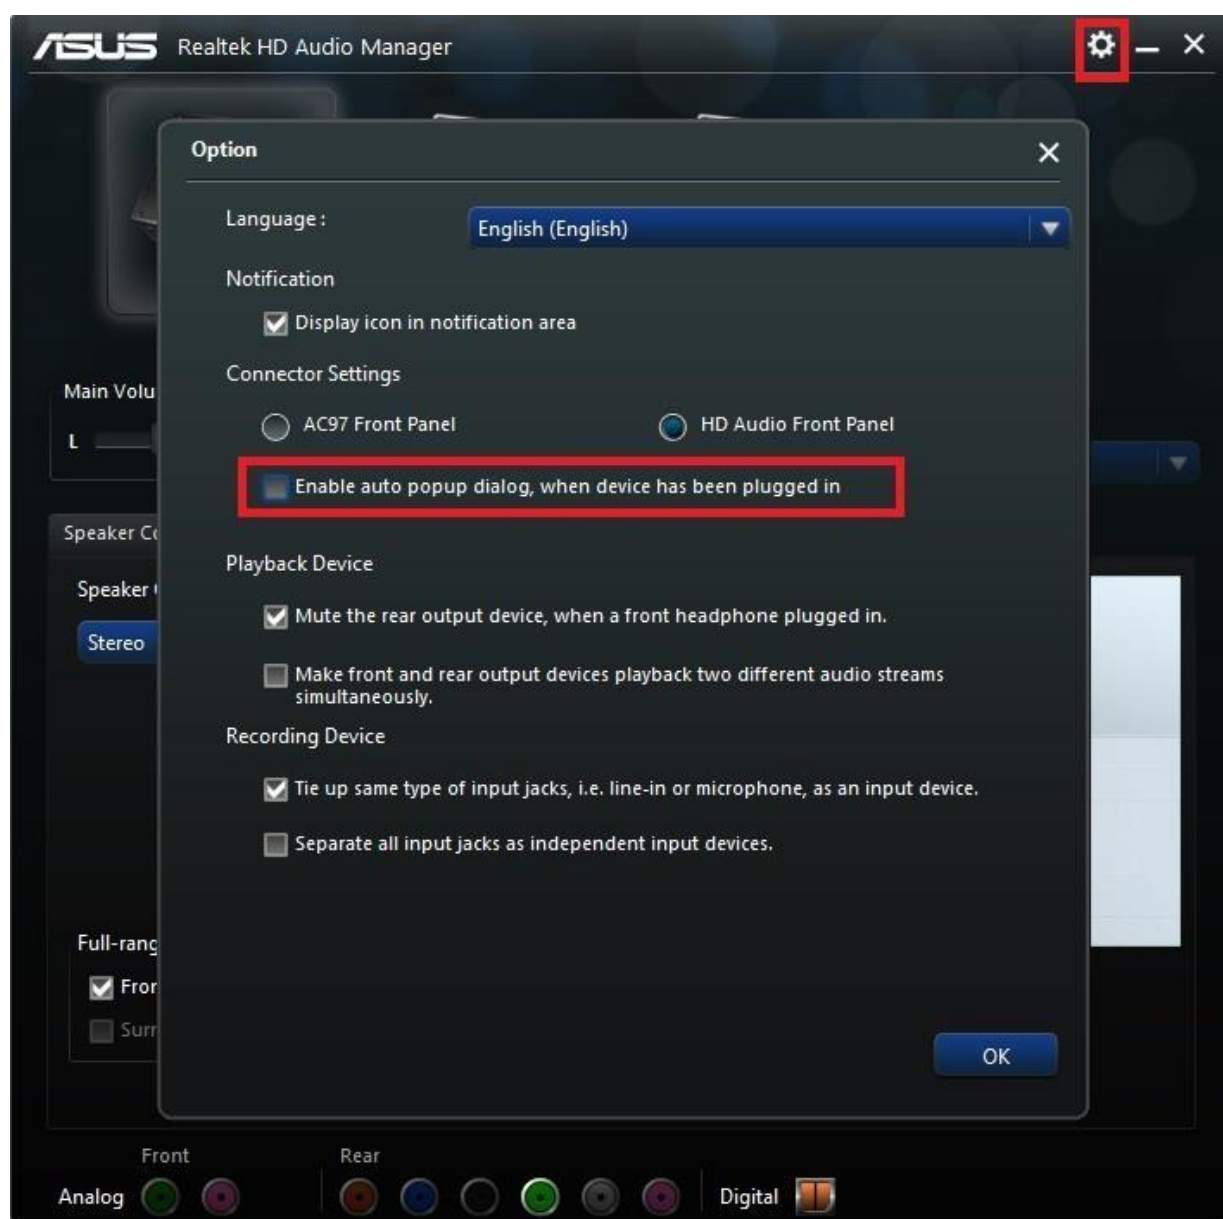 ASUS Realtek HD Audio Manager
Option
Language :
English (English)
Notification
Display icon in notification area
Connector Settings
AC97 Front Panel
HD Audio Front Panel
Main Volu
L
Enable auto popup dialog, when device has been plugged in
Speaker Co
Playback Device
Speaker
Mute the rear output device, when a front headphone plugged in.
Stereo
Make front and rear output devices playback two different audio streams
simultaneously.
Recording Device
Tie up same type of input jacks, i.e. line-in or microphone, as an input device.
Separate all input jacks as independent input devices.
Full-rang
Fron
Surr
OK
Front
Rear
Analog
Digital